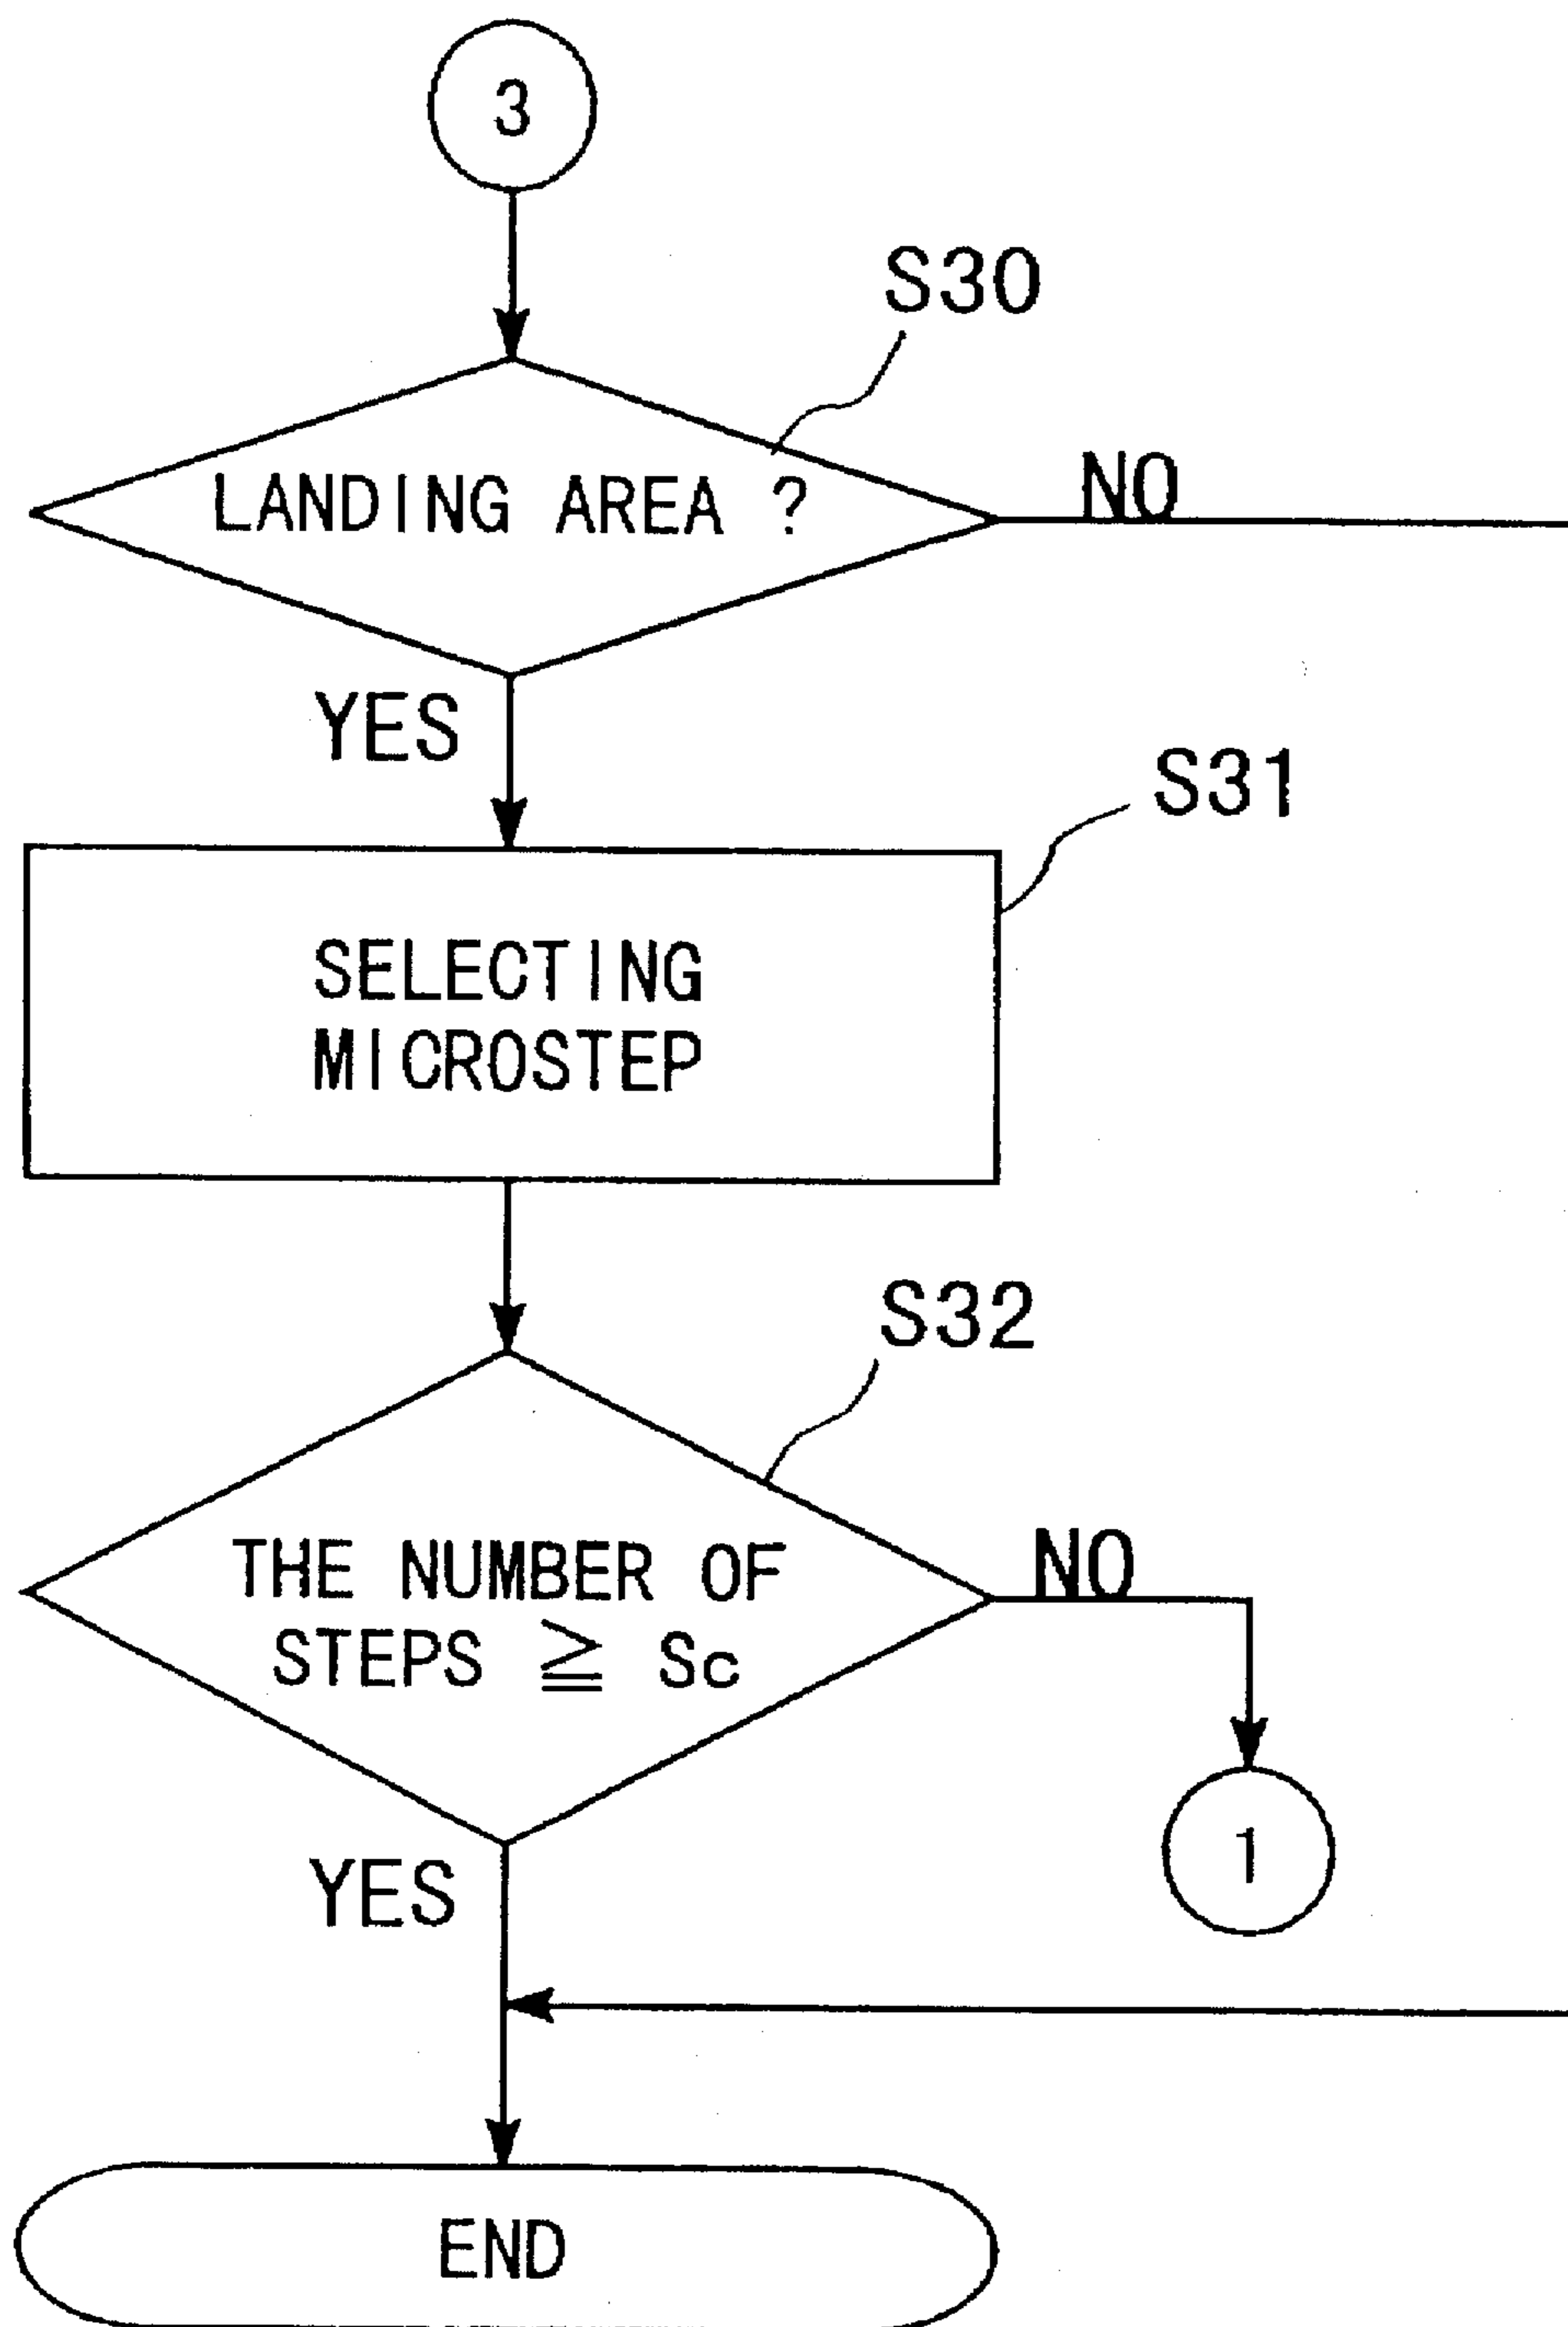 3
S30
LANDING AREA ?
NO
YES
S31
SELECTING
MICROSTEP
S32
THE NUMBER OF
STEPS ≧ Sc
NO
1
YES
END